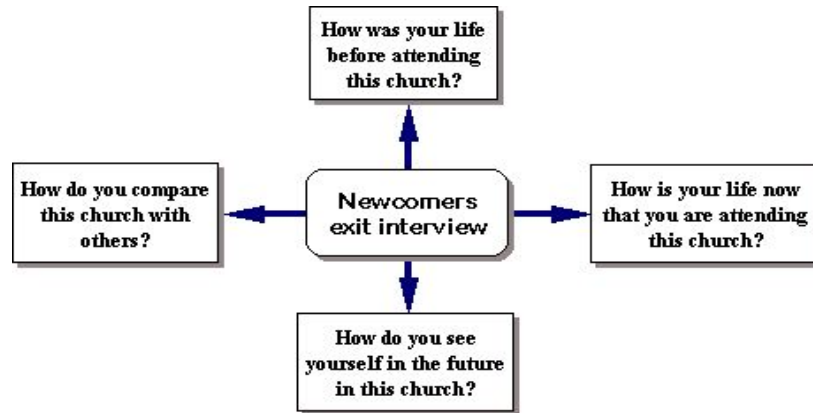 How was your life
before attending
this church?
How do you compare
this church with
others?
Newcomers
exit interview
How is your life now
that you are attending
this church?
How do you see
yourself in the future
in this church?